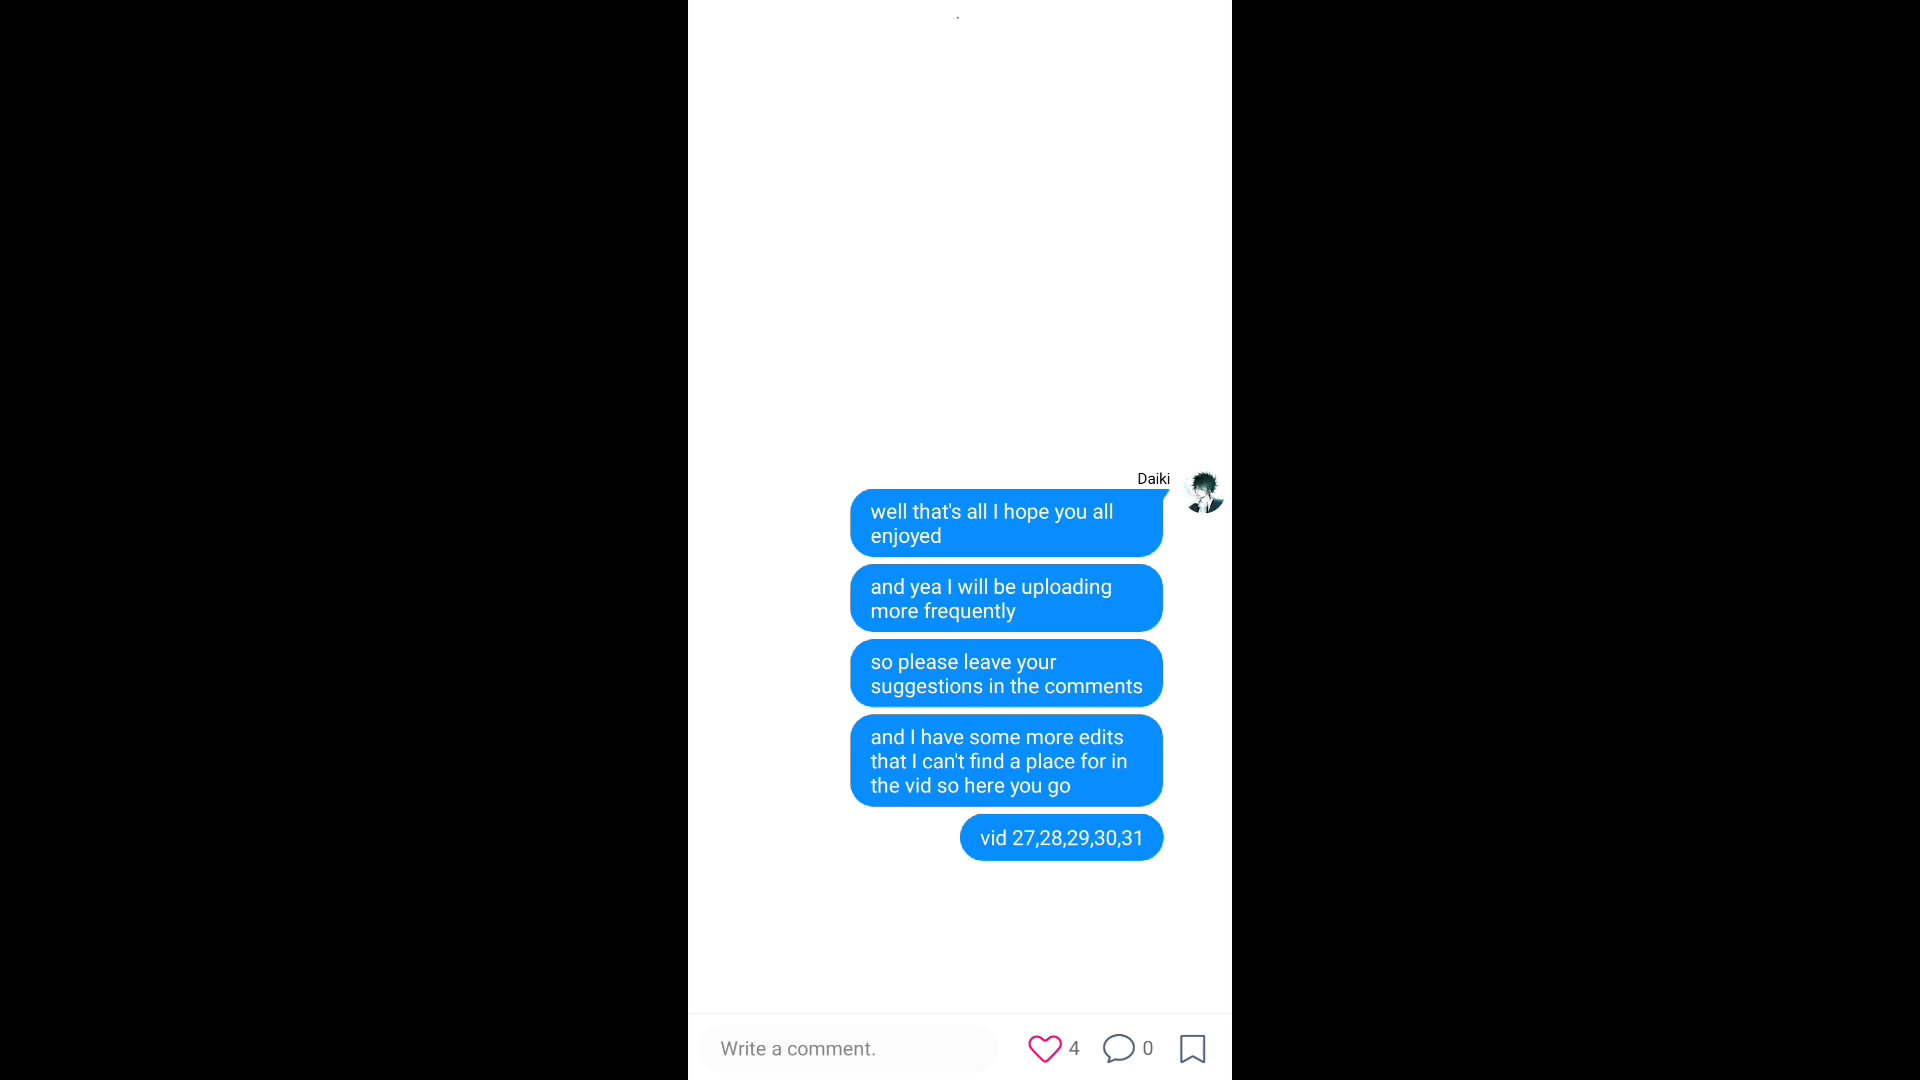 Daiki
well that's all I hope you all
enjoyed
and yea I will be uploading
more frequently
so please leave your
suggestions in the comments
and I have some more edits
that I can't find a place for in
the vid so here you go
vid 27,28,29,30,31
Write a comment.
4
0